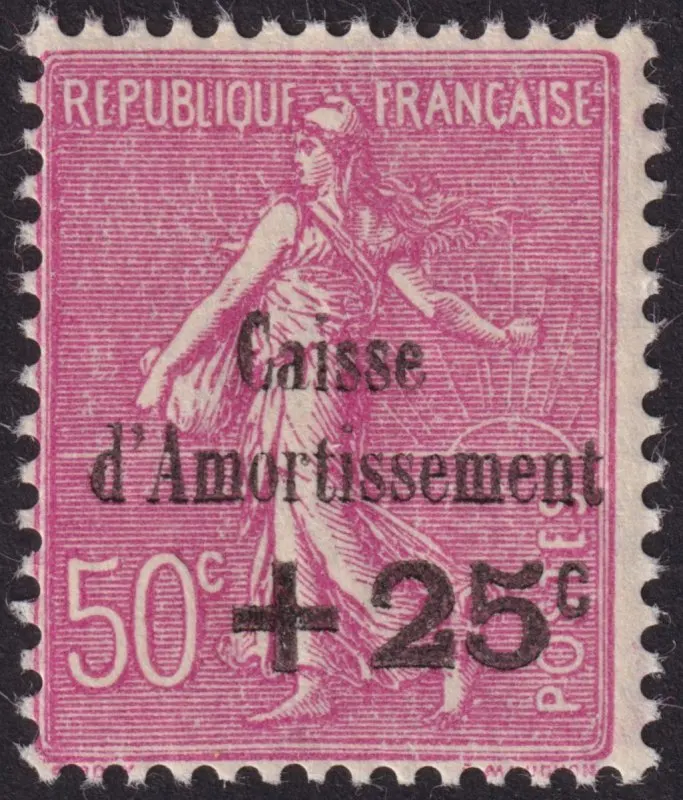 REPUBLIQUE FRANÇAISE
Caisse
d'Amortissement
50c
+25c
POSTES